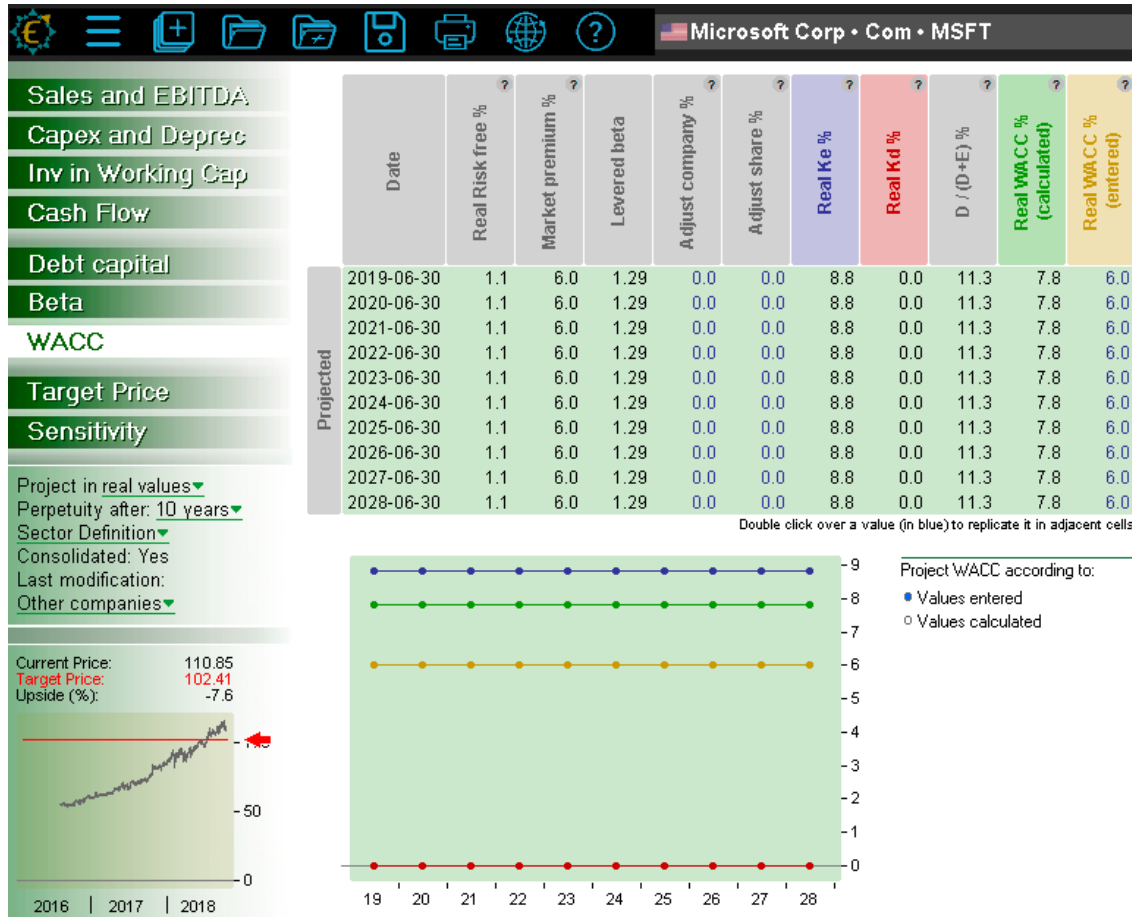 Microsoft Corp • Com • MSFT
Sales and EBITDA
Capex and Deprec
Inv in Working Cap
Cash Flow
Debt capital
Beta
WACC
Target Price
Sensitivity
Project in real values
Perpetuity after: 10 years
Sector Definition
Consolidated: Yes
Last modification:
Other companies
Current Price: 110.85
Target Price: 102.41
Upside (%): -7.6
50
0
2016 | 2017 | 2018
Date
Real Risk free %
Market premium %
Levered beta
Adjust company %
Adjust share %
Real Ke %
Real Kd %
D / (D+E) %
Real WACC %
(calculated)
Real WACC %
(entered)
? ? ? ? ? ? ? ? ?
Projected
2019-06-30 1.1 6.0 1.29 0.0 0.0 8.8 0.0 11.3 7.8 6.0
2020-06-30 1.1 6.0 1.29 0.0 0.0 8.8 0.0 11.3 7.8 6.0
2021-06-30 1.1 6.0 1.29 0.0 0.0 8.8 0.0 11.3 7.8 6.0
2022-06-30 1.1 6.0 1.29 0.0 0.0 8.8 0.0 11.3 7.8 6.0
2023-06-30 1.1 6.0 1.29 0.0 0.0 8.8 0.0 11.3 7.8 6.0
2024-06-30 1.1 6.0 1.29 0.0 0.0 8.8 0.0 11.3 7.8 6.0
2025-06-30 1.1 6.0 1.29 0.0 0.0 8.8 0.0 11.3 7.8 6.0
2026-06-30 1.1 6.0 1.29 0.0 0.0 8.8 0.0 11.3 7.8 6.0
2027-06-30 1.1 6.0 1.29 0.0 0.0 8.8 0.0 11.3 7.8 6.0
2028-06-30 1.1 6.0 1.29 0.0 0.0 8.8 0.0 11.3 7.8 6.0
Double click over a value (in blue) to replicate it in adjacent cells
9
8
7
6
5
4
3
2
1
0
19 20 21 22 23 24 25 26 27 28
Project WACC according to:
Values entered
Values calculated